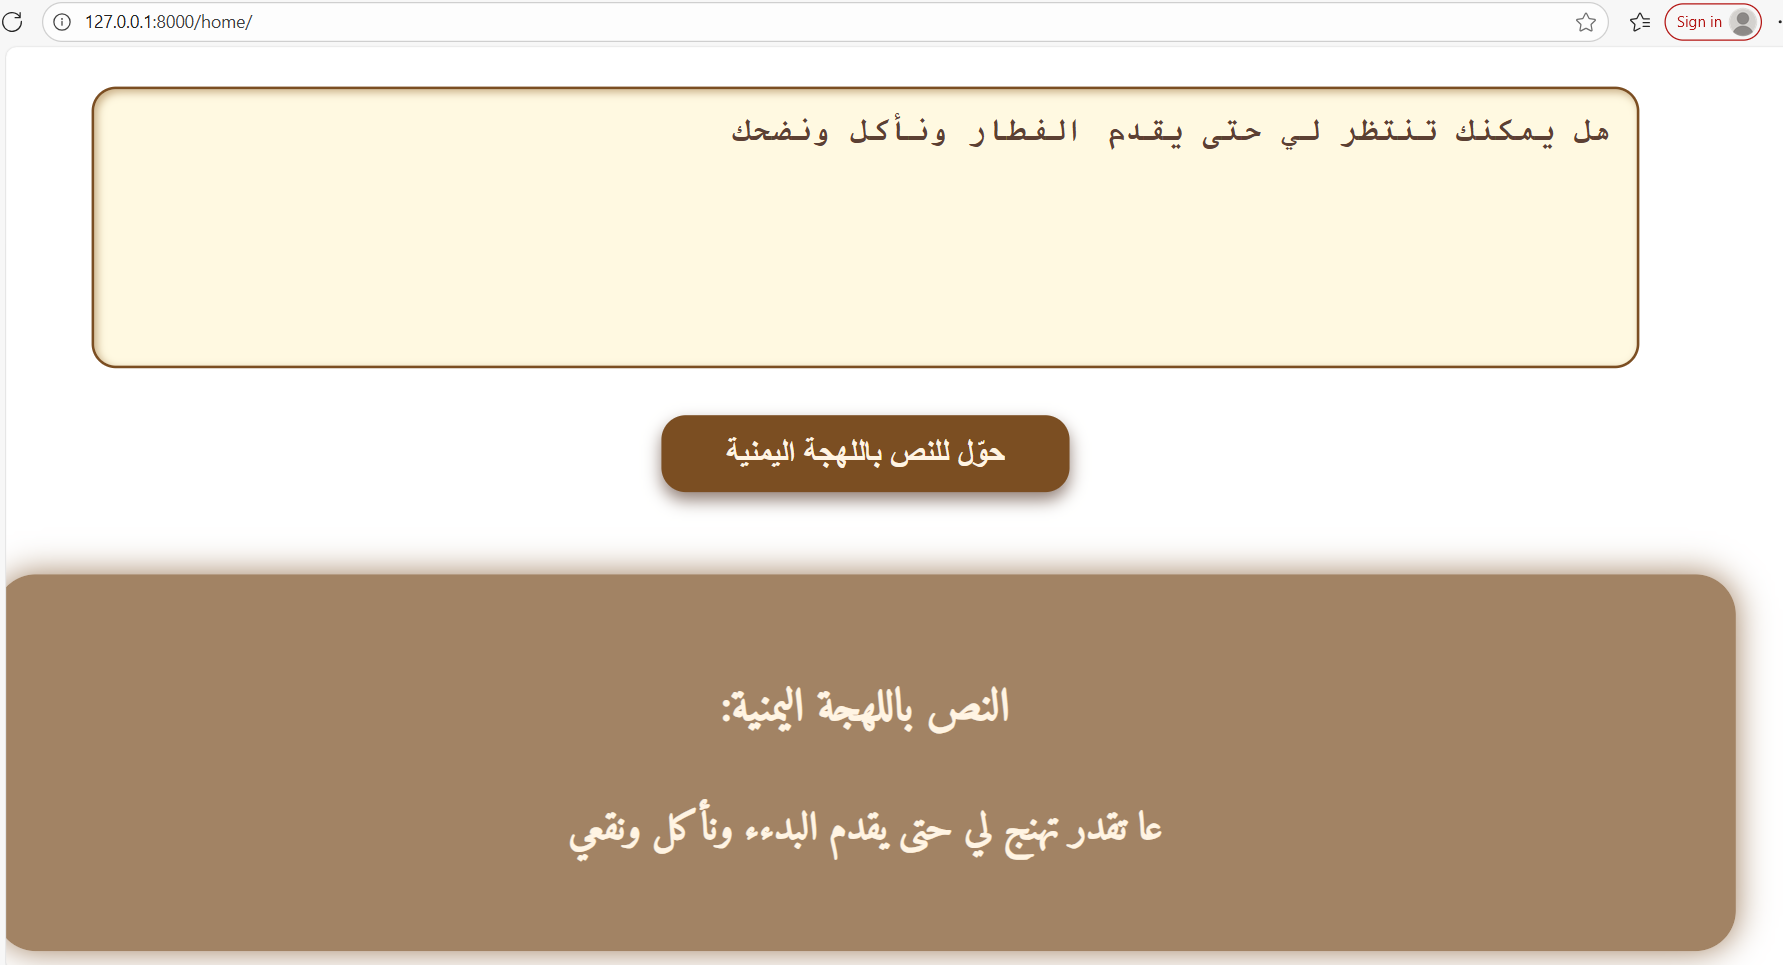 127.0.0.1:8000/home/
Sign in
هل يمكنك تنتظر لي حتى يقدم الفطار ونأكل ونضحك
حوّل للنص باللهجة اليمنية
النص باللهجة اليمنية:
عا تقدر تهنج لي حتى يقدم البدء ونأكل ونقعي